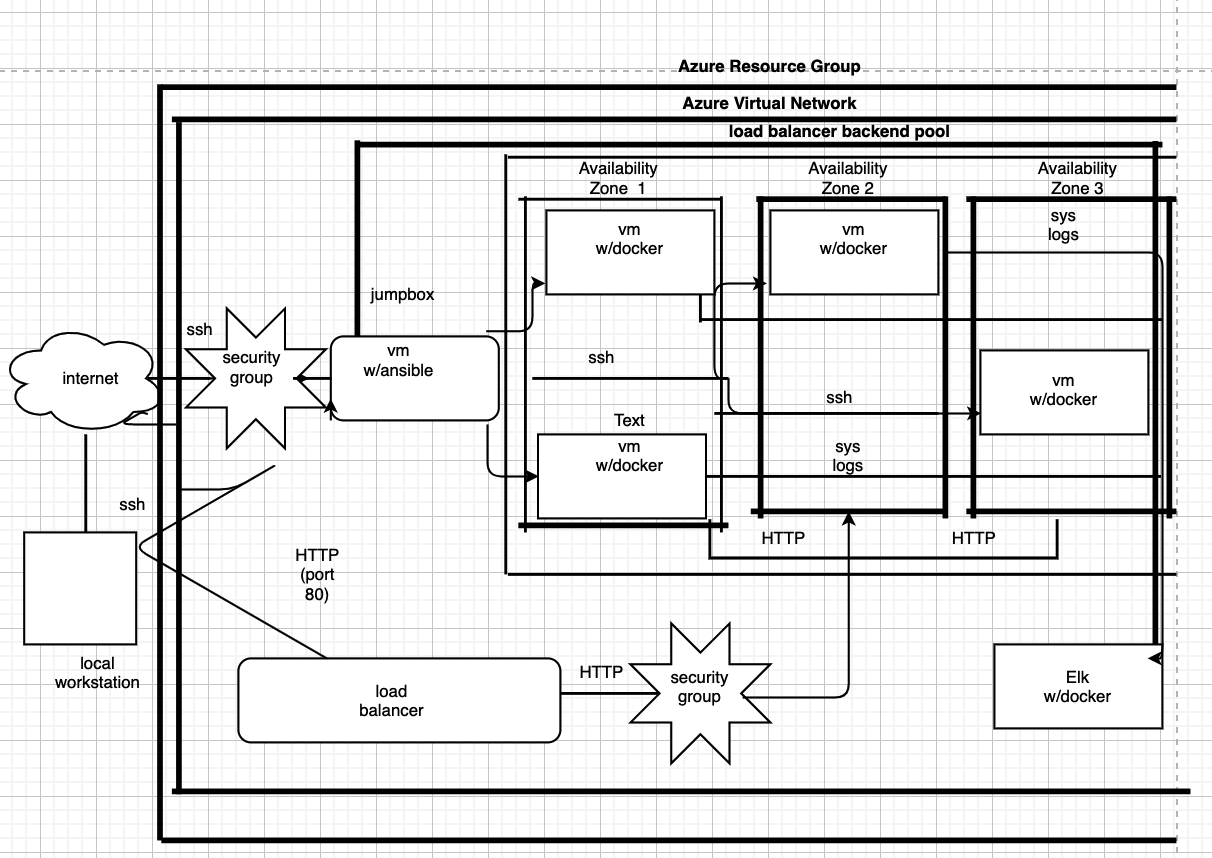 Azure Resource Group
Azure Virtual Network
load balancer backend pool
Availability
Zone 1
Availability
Zone 2
Availability
Zone 3
vm
w/docker
vm
w/docker
sys
logs
jumpbox
ssh
security
group
internet
vm
w/ansible
ssh
ssh
vm
w/docker
Text
vm
w/docker
sys
logs
ssh
HTTP
HTTP
HTTP
(port
80)
local
workstation
load
balancer
HTTP
security
group
Elk
w/docker